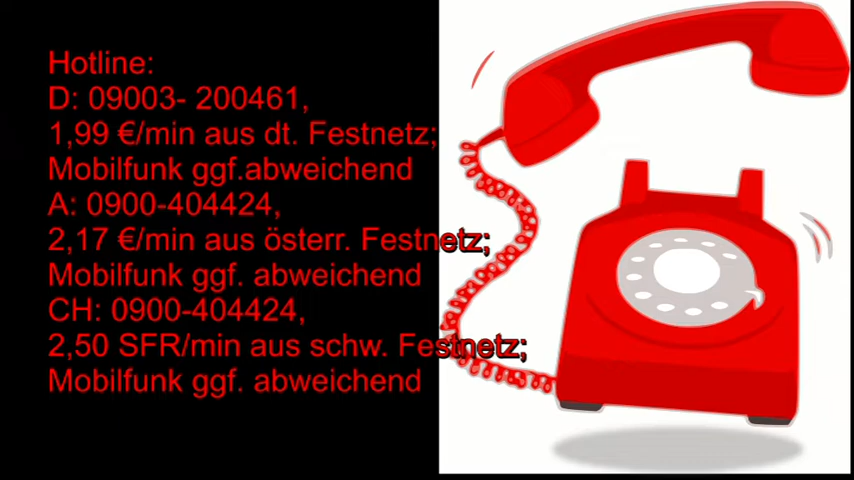 Hotline:
D: 09003- 200461,
1,99 €/min aus dt. Festnetz;
Mobilfunk ggf.abweichend
A: 0900-404424,
2,17 €/min aus österr. Festnetz;
Mobilfunk ggf. abweichend
CH: 0900-404424,
2,50 SFR/min aus schw. Festnetz;
Mobilfunk ggf. abweichend